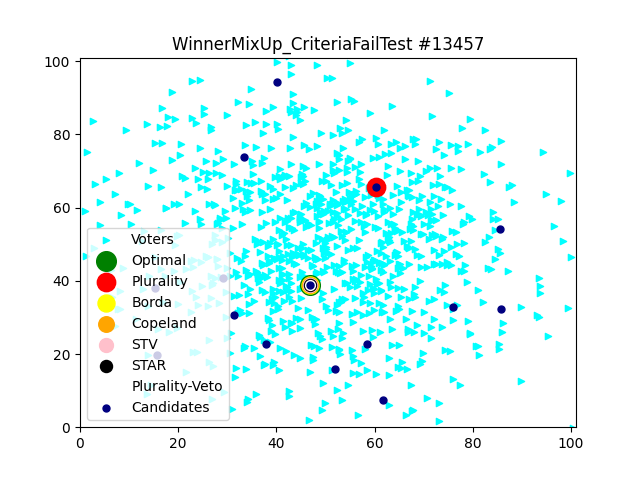 WinnerMixUp_CriteriaFailTest #13457
100
80
60
40
20
0
0 20 40 60 80 100
Voters
Optimal
Plurality
Borda
Copeland
STV
STAR
Plurality-Veto
Candidates